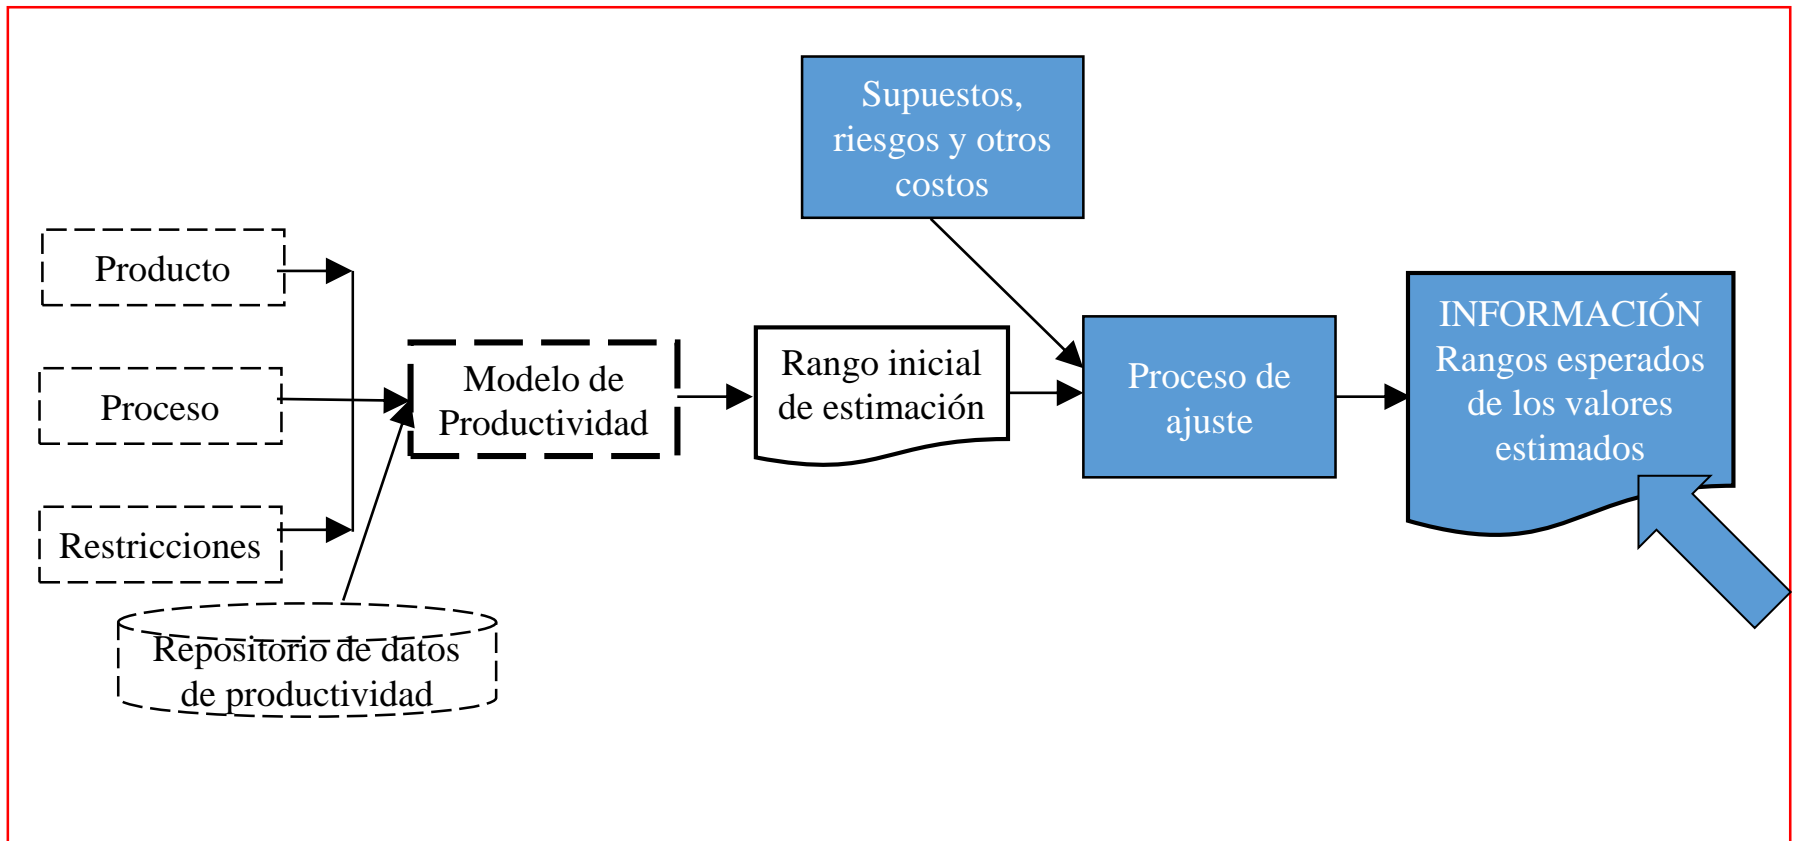 Supuestos,
riesgos y otros
costos
Producto
Proceso
Restricciones
Repositorio de datos
de productividad
Modelo de
Productividad
Rango inicial
de estimación
Proceso de
ajuste
INFORMACIÓN
Rangos esperados
de los valores
estimados